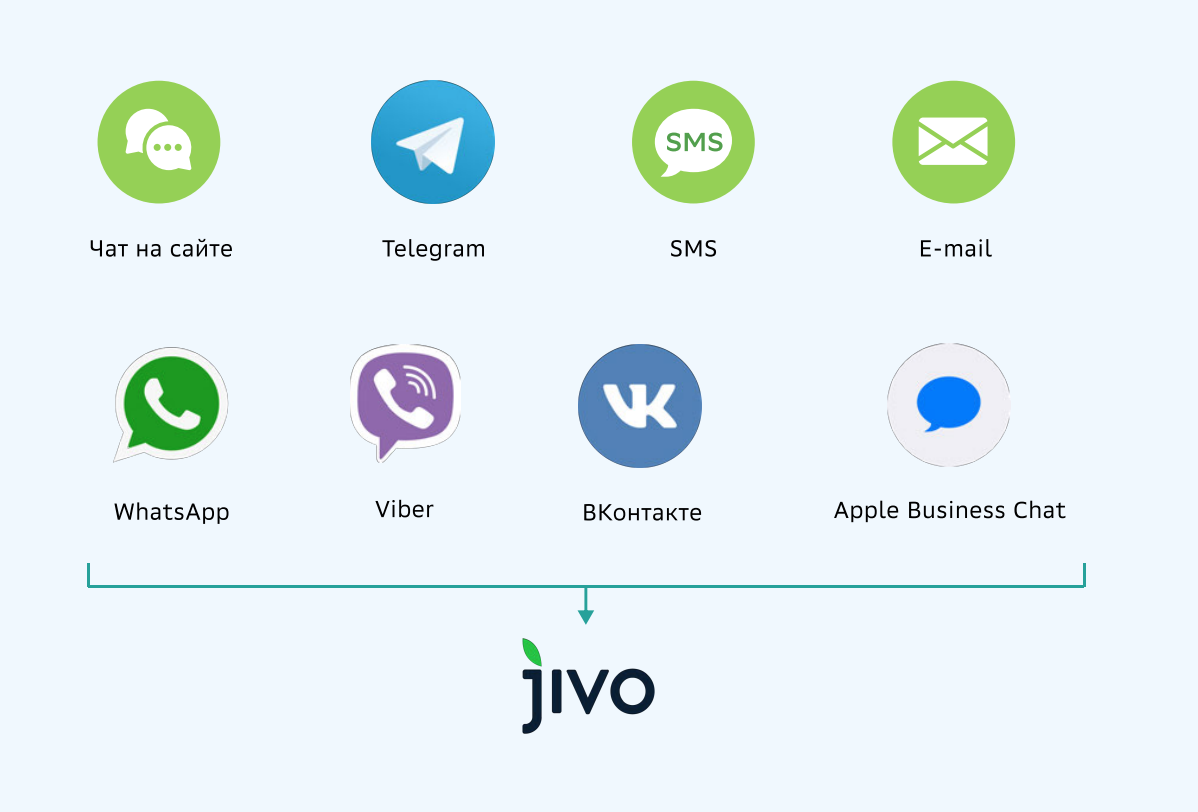 SMS
Чат на сайте
Telegram
SMS
E-mail
WhatsApp
Viber
ВКонтакте
Apple Business Chat
jivo